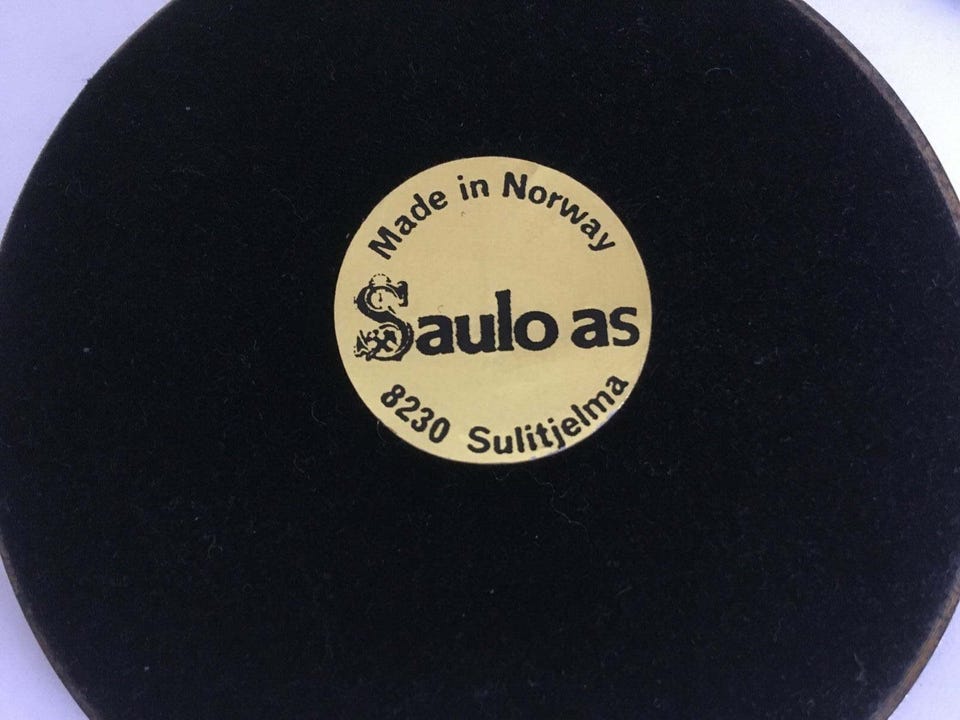 Made in Norway
Saulo as
8230 Sulitjelma